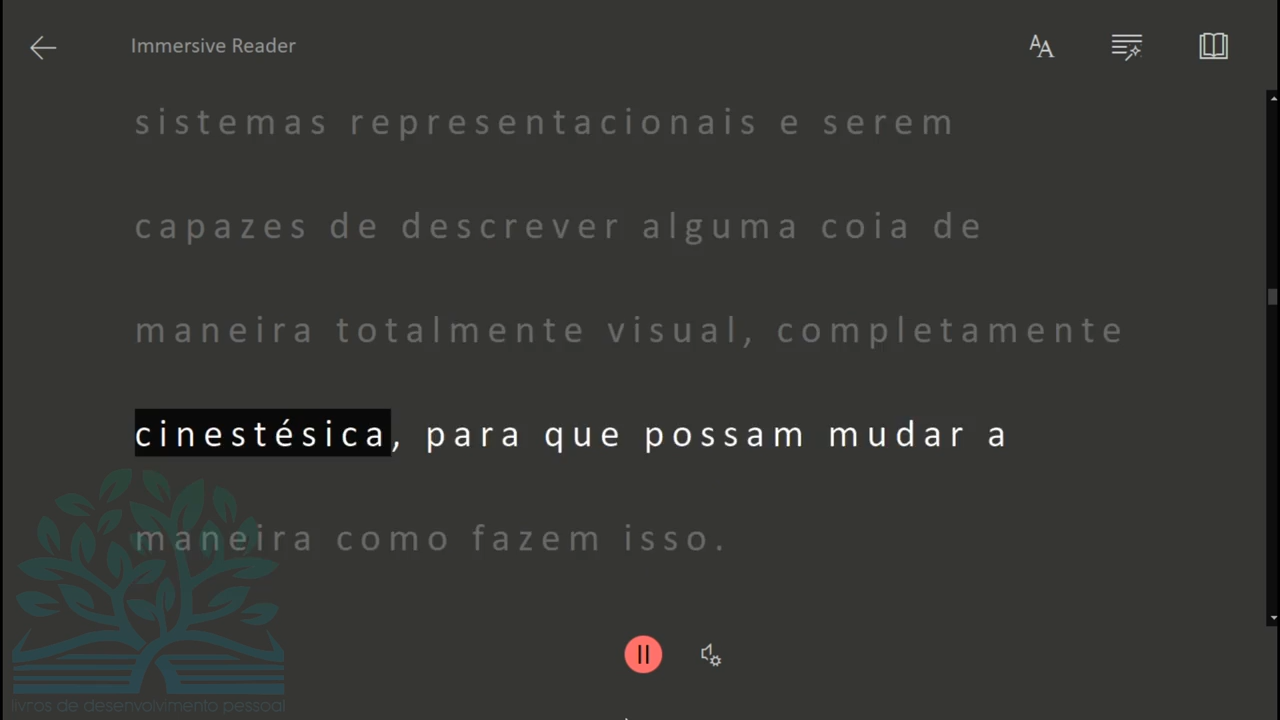 Immersive Reader
sistemas representacionais e serem
capazes de descrever alguma coia de
maneira totalmente visual, completamente
cinestésica, para que possam mudar a
maneira como fazem isso.
livros de desenvolvimento pessoal